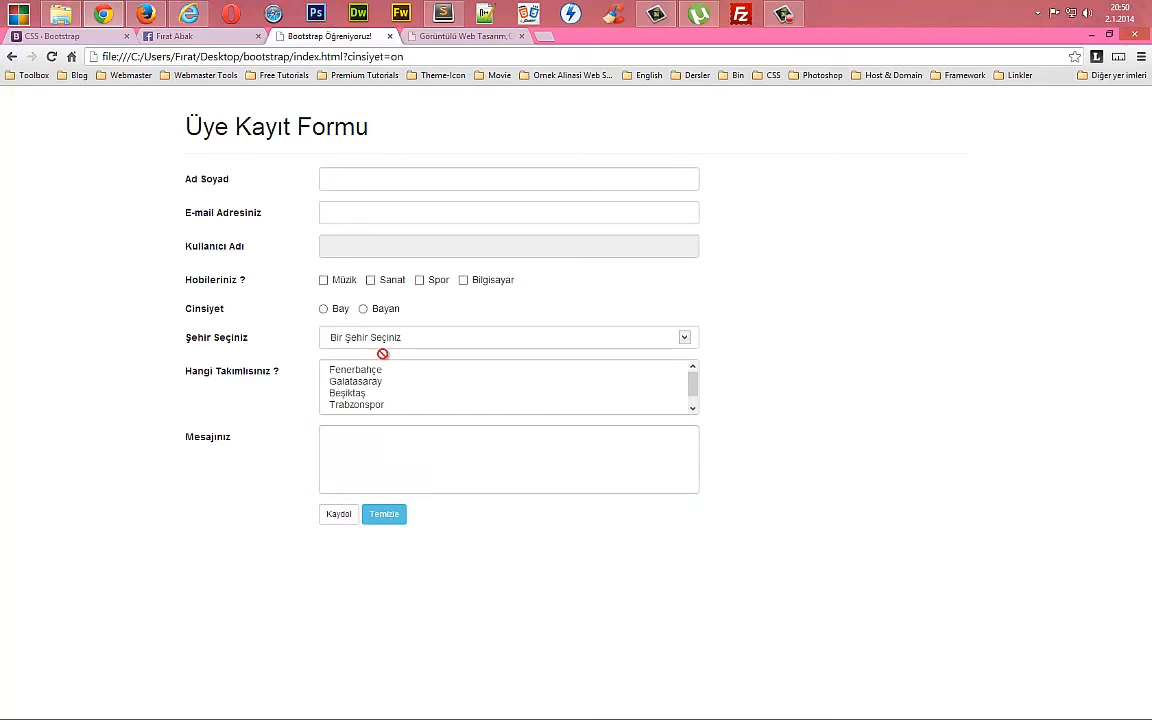 Ps
Dw
Fw
S
20:50
2.1.2014
CSS · Bootstrap
Fırat Abak
Bootstrap Öğreniyoruz!
Görüntülü Web Tasarım,
file:///C:/Users/Fırat/Desktop/bootstrap/index.html?cinsiyet=on
Toolbox
Blog
Webmaster
Webmaster Tools
Free Tutorials
Premium Tutorials
Theme-Icon
Movie
Ornek Alinasi Web S...
English
Dersler
Bin
CSS
Photoshop
Host & Domain
Framework
Linkler
Diğer yer imleri
Üye Kayıt Formu
Ad Soyad
E-mail Adresiniz
Kullanıcı Adı
Hobileriniz ?
Müzik
Sanat
Spor
Bilgisayar
Cinsiyet
Bay
Bayan
Şehir Seçiniz
Bir Şehir Seçiniz
Hangi Takımlısınız ?
Fenerbahçe
Galatasaray
Beşiktaş
Trabzonspor
Mesajınız
Kaydol
Temizle